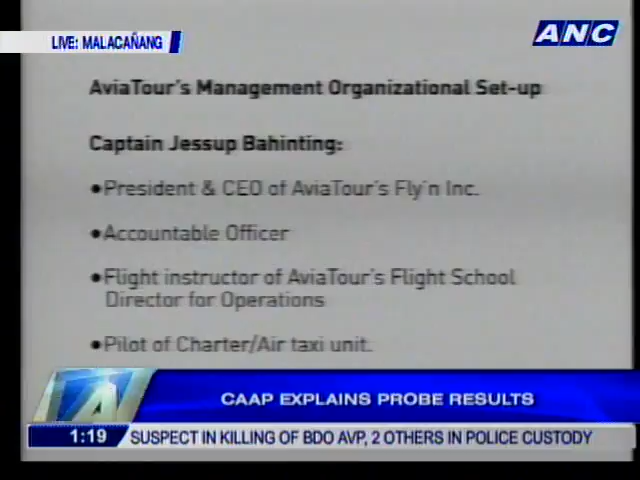 LIVE: MALACAÑANG
ANC
AviaTour's Management Organizational Set-up
Captain Jessup Bahinting:
●President & CEO of AviaTour's Fly'n Inc.
●Accountable Officer
●Flight instructor of AviaTour's Flight School
Director for Operations
●Pilot of Charter/Air taxi unit.
CAAP EXPLAINS PROBE RESULTS
1:19 SUSPECT IN KILLING OF BDO AVP, 2 OTHERS IN POLICE CUSTODY